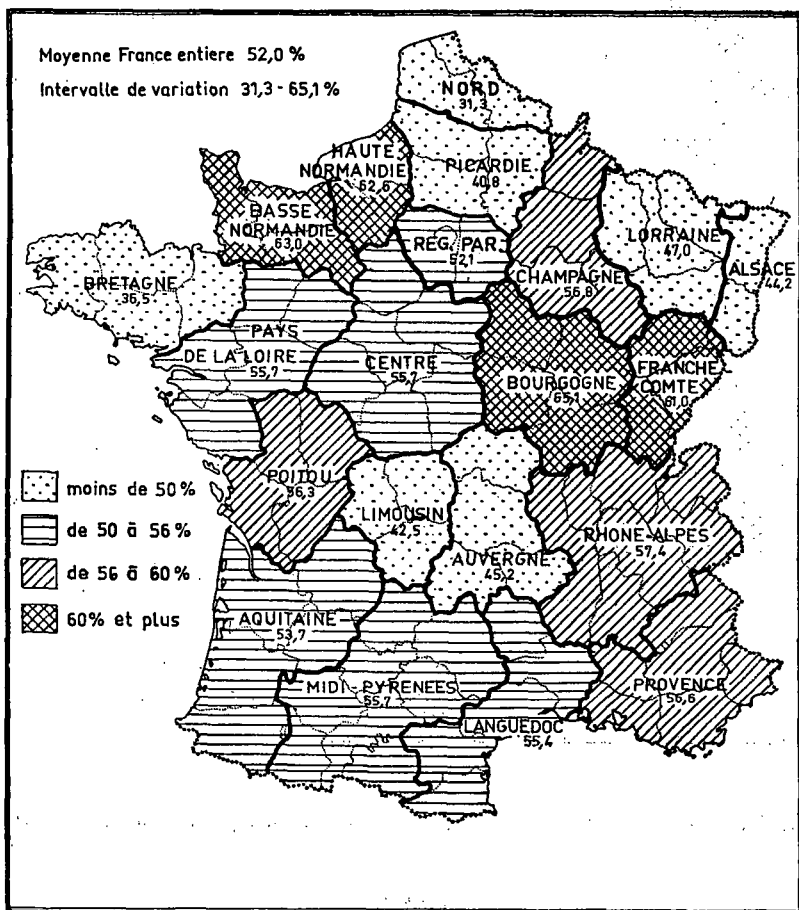 Moyenne France entiere 52,0 %
Intervalle de variation 31,3 - 65,1 %
NORD
31,3
HAUTE
NORMANDIE
62,6
PICARDIE
40,8
BASSE
NORMANDIE
63,0
REG. PAR.
52,1
LORRAINE
47,0
ALSACE
44,2
CHAMPAGNE
56,8
BRETAGNE
36,5
PAYS
DE LA LOIRE
55,7
CENTRE
55,7
BOURGOGNE
65,1
FRANCHE
COMTE
61,0
POITOU
56,3
LIMOUSIN
42,5
AUVERGNE
45,2
RHONE-ALPES
57,4
moins de 50%
de 50 à 56%
de 56 à 60%
60% et plus
AQUITAINE
53,7
MIDI-PYRENEES
55,7
PROVENCE
56,6
LANGUEDOC
55,4